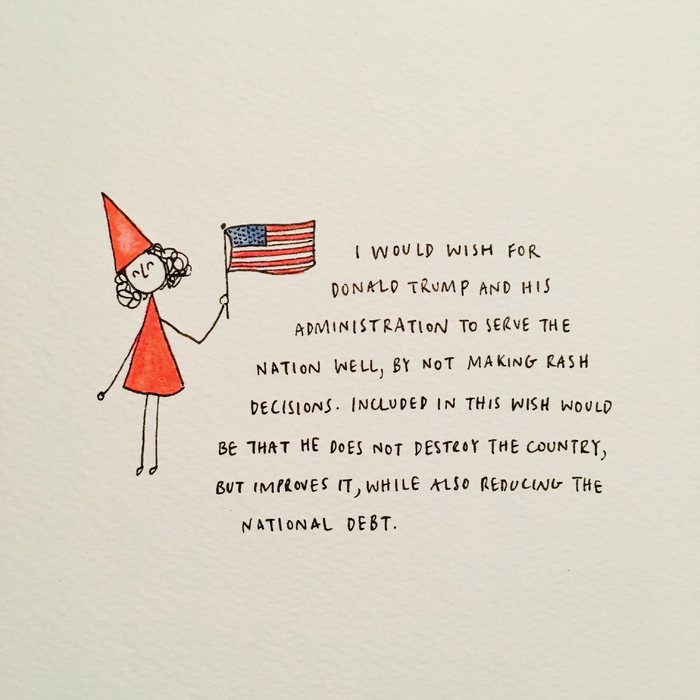 I WOULD WISH FOR
DONALD TRUMP AND HIS
ADMINISTRATION TO SERVE THE
NATION WELL, BY NOT MAKING RASH
DECISIONS. INCLUDED IN THIS WISH WOULD
BE THAT HE DOES NOT DESTROY THE COUNTRY,
BUT IMPROVES IT, WHILE ALSO REDUCING THE
NATIONAL DEBT.